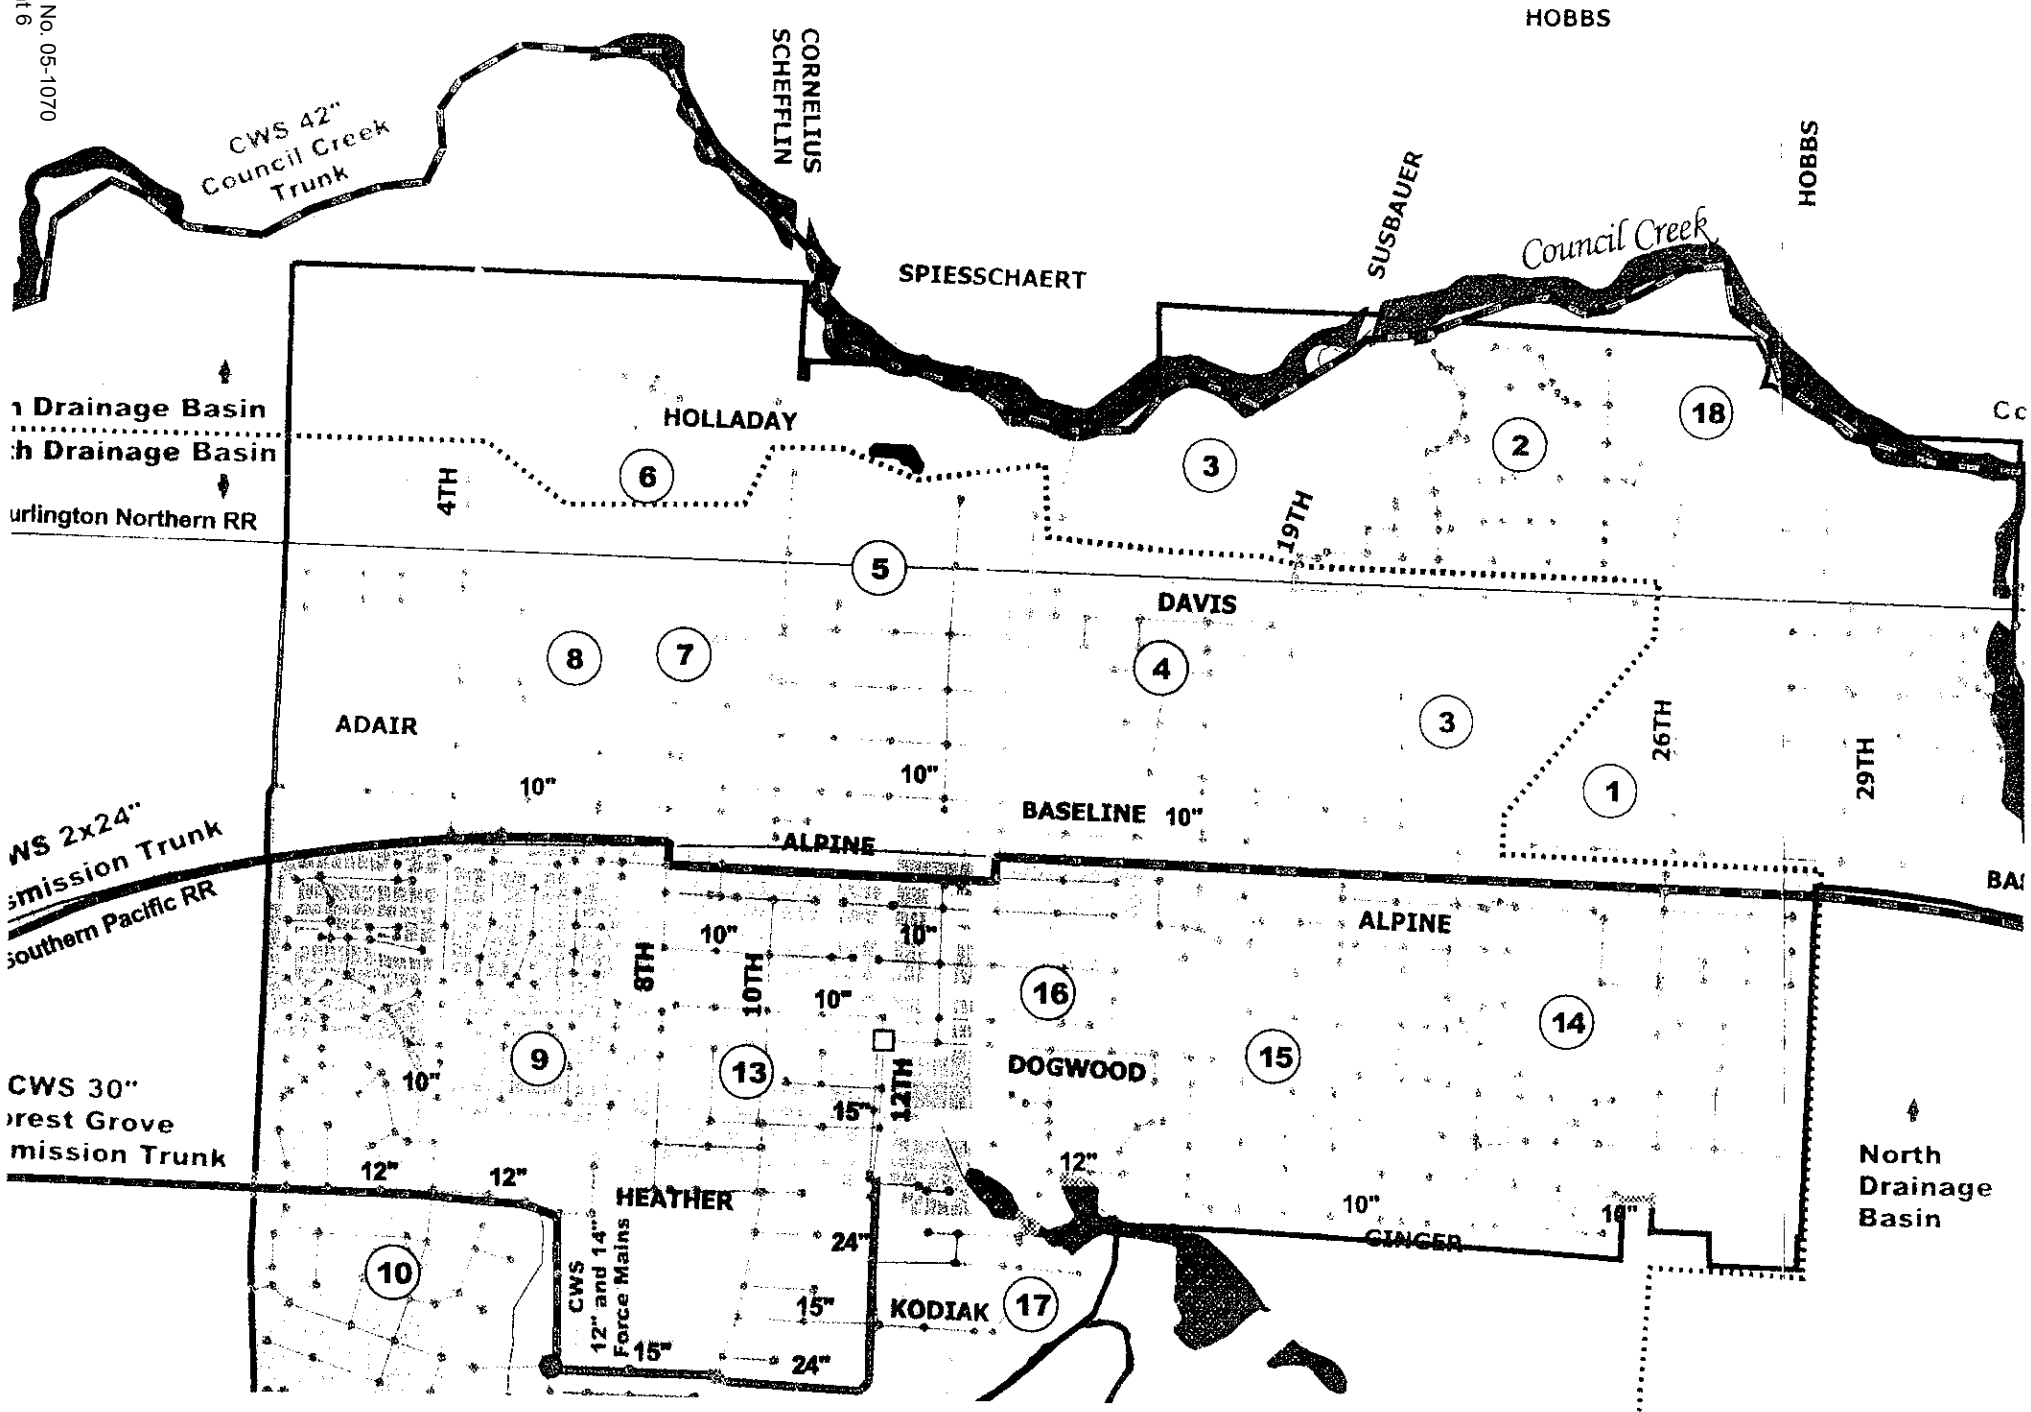 No. 05-1070
HOBBS
CORNELIUS
SCHEFFLIN
CWS 42"
Council Creek
Trunk
HOBBS
SUSBAUER
Council Creek
SPIESSCHAERT
Drainage Basin
HOLLADAY
18
2
Drainage Basin
3
6
4TH
19TH
urlington Northern RR
5
DAVIS
8
7
4
ADAIR
3
26TH
29TH
10"
10"
1
BASELINE 10"
WS 2x24"
smission Trunk
ALPINE
Southern Pacific RR
ALPINE
10"
10"
8TH
10TH
10"
16
14
9
13
DOGWOOD
15
10"
12TH
15"
CWS 30"
orest Grove
mission Trunk
12"
12"
12"
North
Drainage
Basin
HEATHER
10"
10"
24"
GINGER
10
CWS
12" and 14"
Force Mains
15"
KODIAK
17
15"
24"